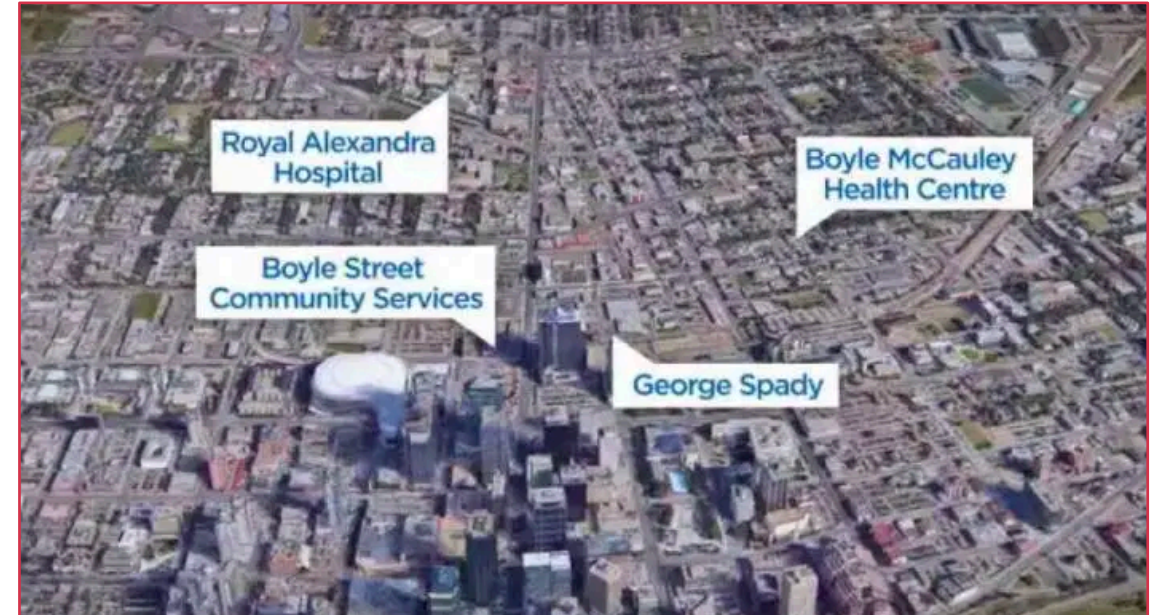 Royal Alexandra
Hospital
Boyle McCauley
Health Centre
Boyle Street
Community Services
George Spady